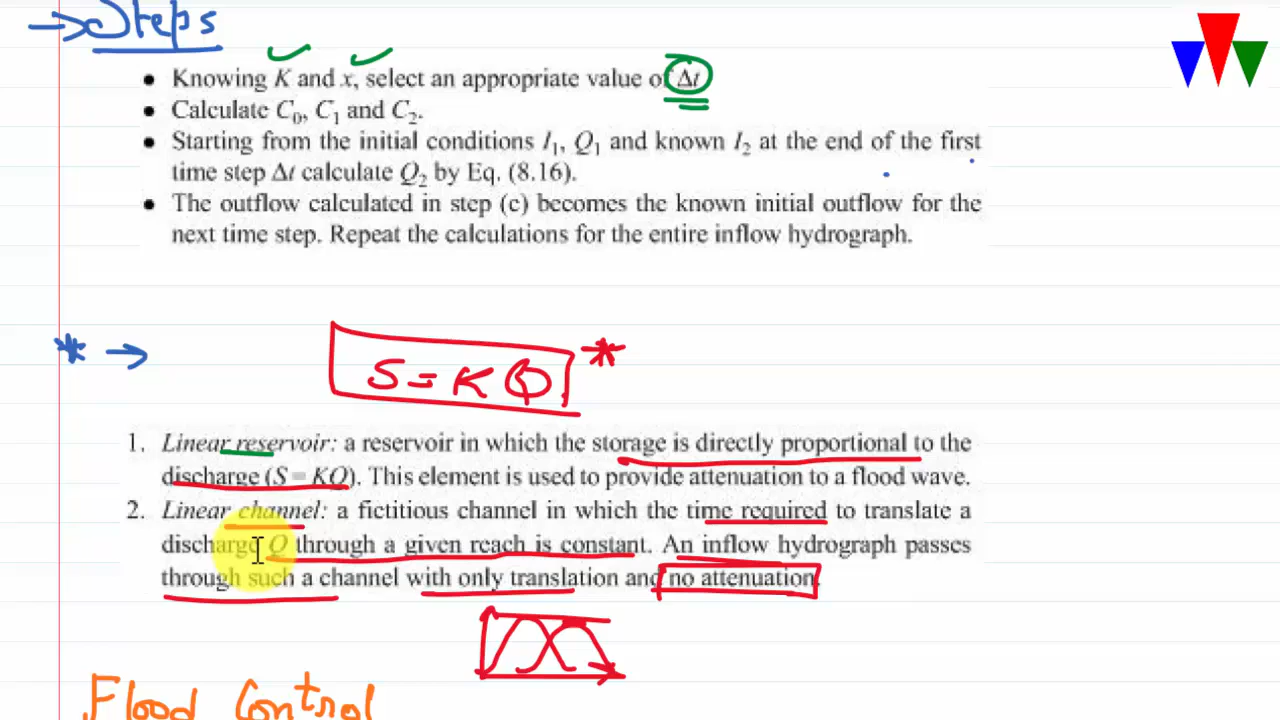 → Steps
• Knowing K and x, select an appropriate value of Δt
• Calculate C₀, C₁ and C₂.
• Starting from the initial conditions I₁, Q₁ and known I₂ at the end of the first
time step Δt calculate Q₂ by Eq. (8.16).
• The outflow calculated in step (c) becomes the known initial outflow for the
next time step. Repeat the calculations for the entire inflow hydrograph.
* → S = KQ *
1. Linear reservoir: a reservoir in which the storage is directly proportional to the
discharge (S = KQ). This element is used to provide attenuation to a flood wave.
2. Linear channel: a fictitious channel in which the time required to translate a
discharge Q through a given reach is constant. An inflow hydrograph passes
through such a channel with only translation and no attenuation.
Flood Control